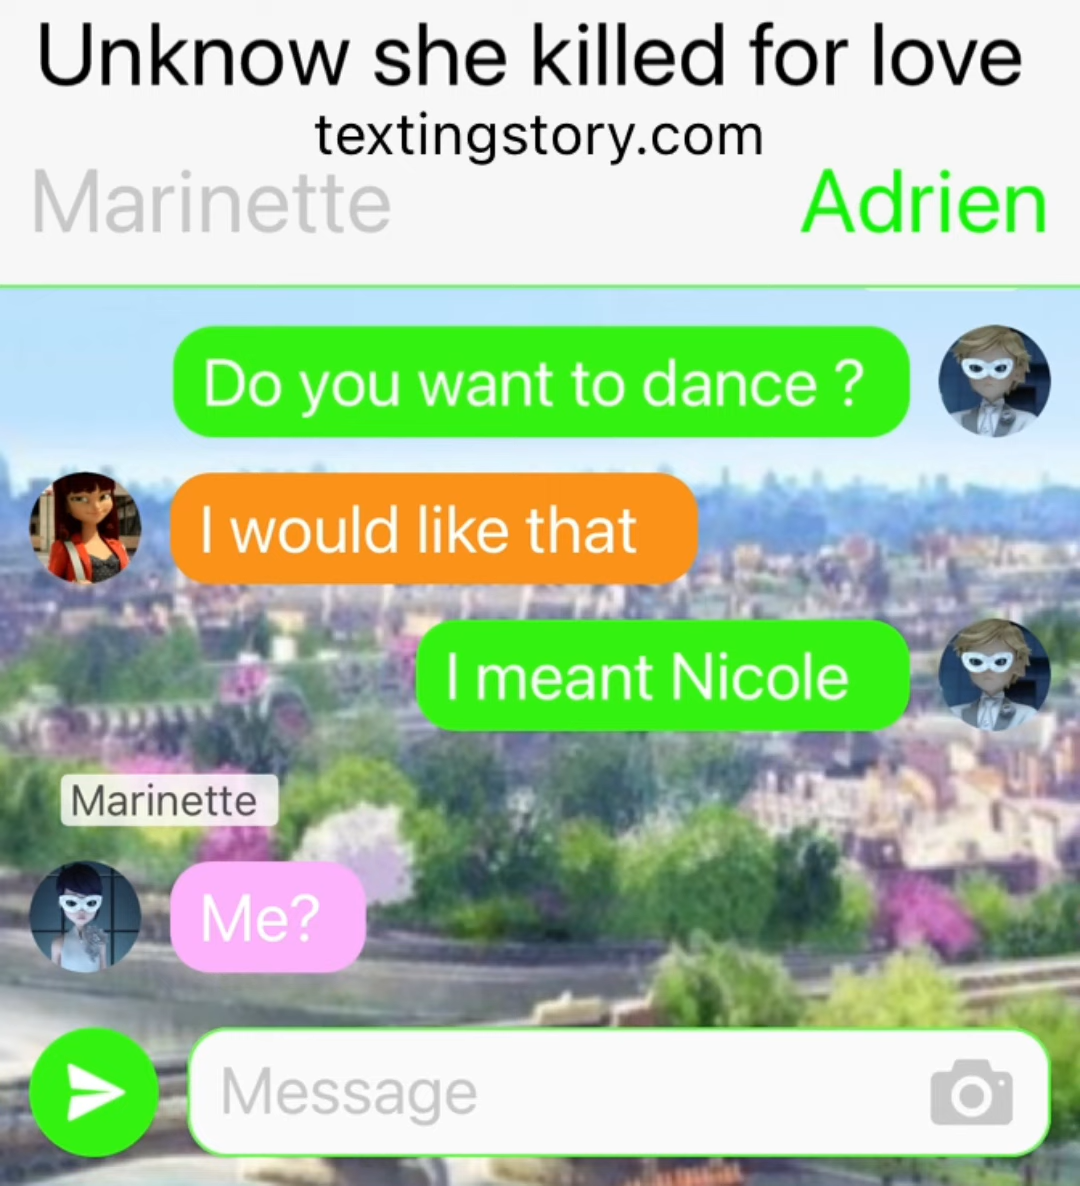 Unknow she killed for love
textingstory.com
Marinette
Adrien
Do you want to dance ?
I would like that
I meant Nicole
Marinette
Me?
Message